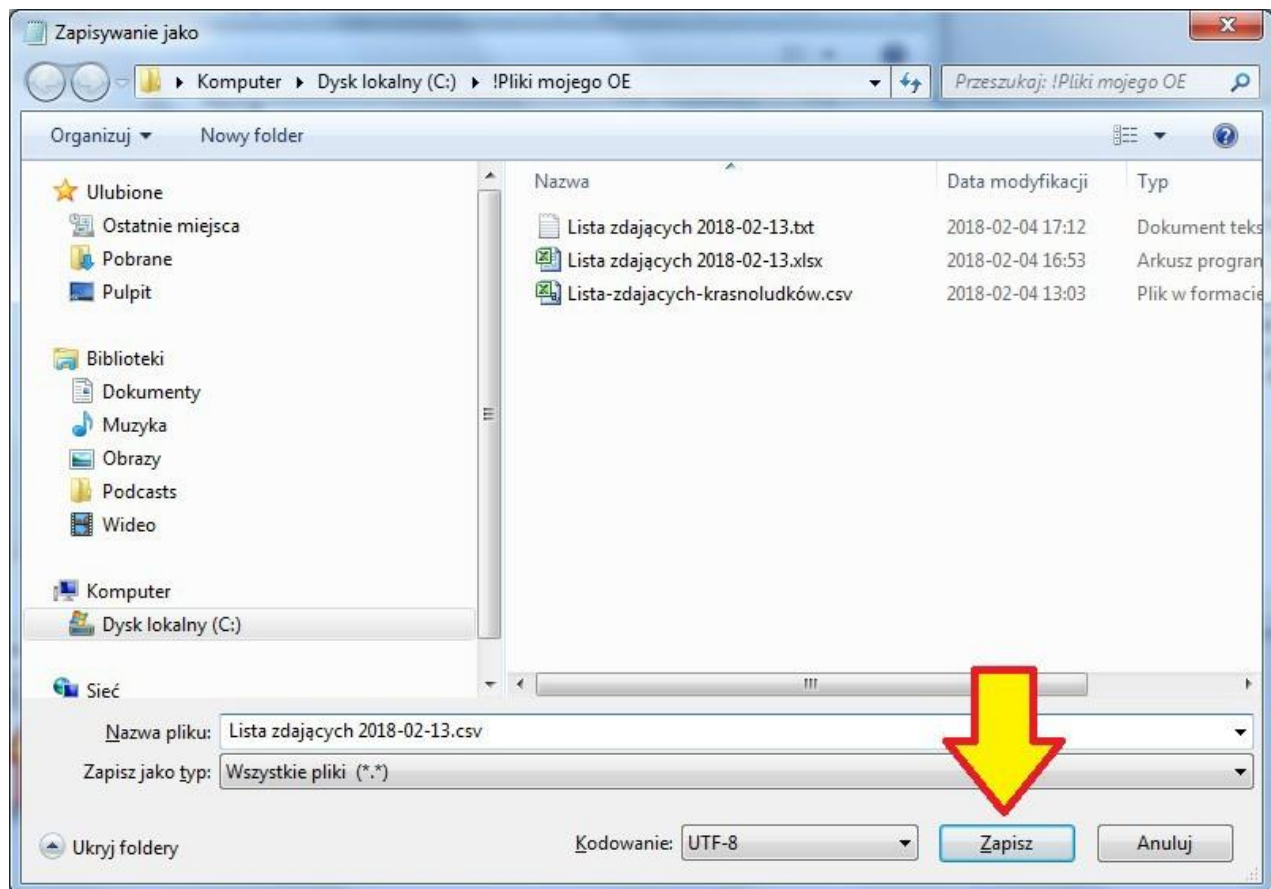 Zapisywanie jako
Komputer Dysk lokalny (C:) !Pliki mojego OE Przeszukaj: !Pliki mojego OE
Organizuj Nowy folder
Nazwa Data modyfikacji Typ
Ulubione
Ostatnie miejsca
Pobrane
Pulpit
Lista zdających 2018-02-13.txt 2018-02-04 17:12 Dokument teks
Lista zdających 2018-02-13.xlsx 2018-02-04 16:53 Arkusz program
Lista-zdajacych-krasnoludków.csv 2018-02-04 13:03 Plik w formacie
Biblioteki
Dokumenty
Muzyka
Obrazy
Podcasts
Wideo
Komputer
Dysk lokalny (C:)
Sieć
Nazwa pliku: Lista zdających 2018-02-13.csv
Zapisz jako typ: Wszystkie pliki (*.*)
Ukryj foldery Kodowanie: UTF-8 Zapisz Anuluj